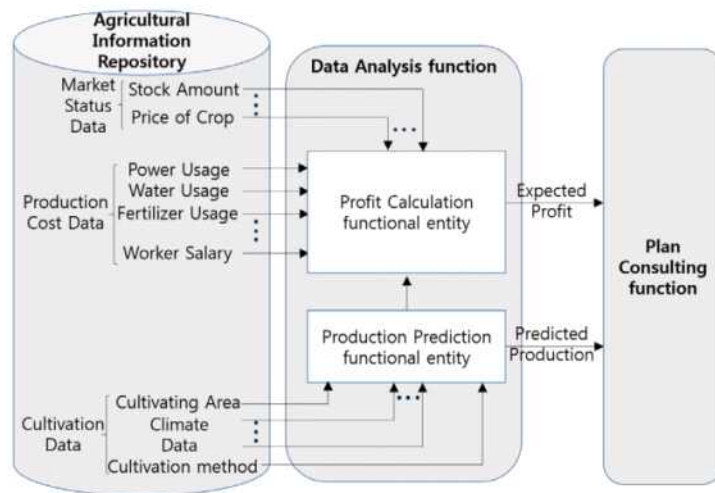 Agricultural
Information
Repository
Market
Status
Data
Stock Amount
Price of Crop
Production
Cost Data
Power Usage
Water Usage
Fertilizer Usage
Worker Salary
Cultivation
Data
Cultivating Area
Climate
Data
Cultivation method
Data Analysis function
Profit Calculation
functional entity
Production Prediction
functional entity
Expected
Profit
Predicted
Production
Plan
Consulting
function